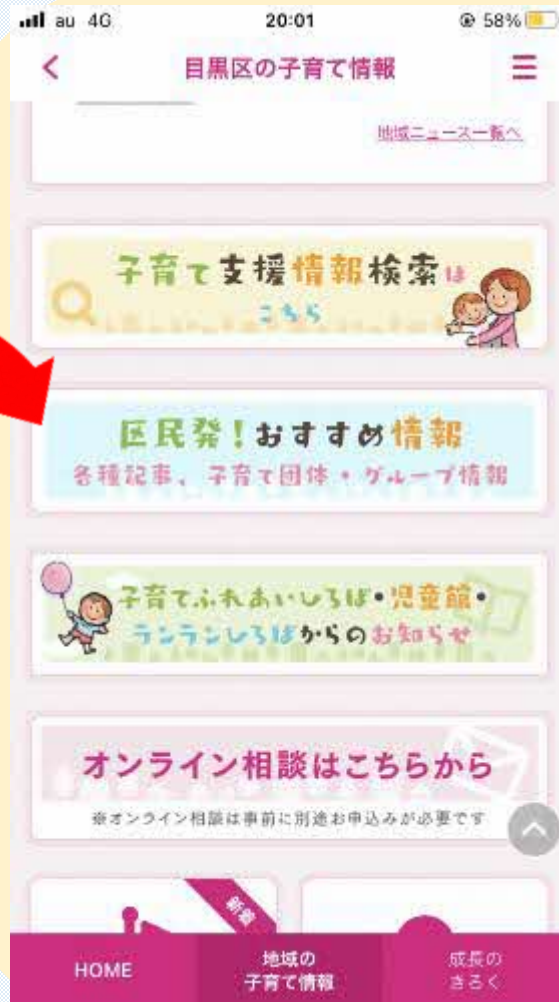 au 4G 20:01 58%
目黒区の子育て情報
地域ニュース一覧へ
子育て支援情報検索は
こちら
区民発！おすすめ情報
各種記事、子育て団体・グループ情報
子育てふれあいひろば・児童館・
ランランひろばからのお知らせ
オンライン相談はこちらから
※オンライン相談は事前に別途お申込みが必要です
新着
HOME
地域の
子育て情報
成長の
きろく